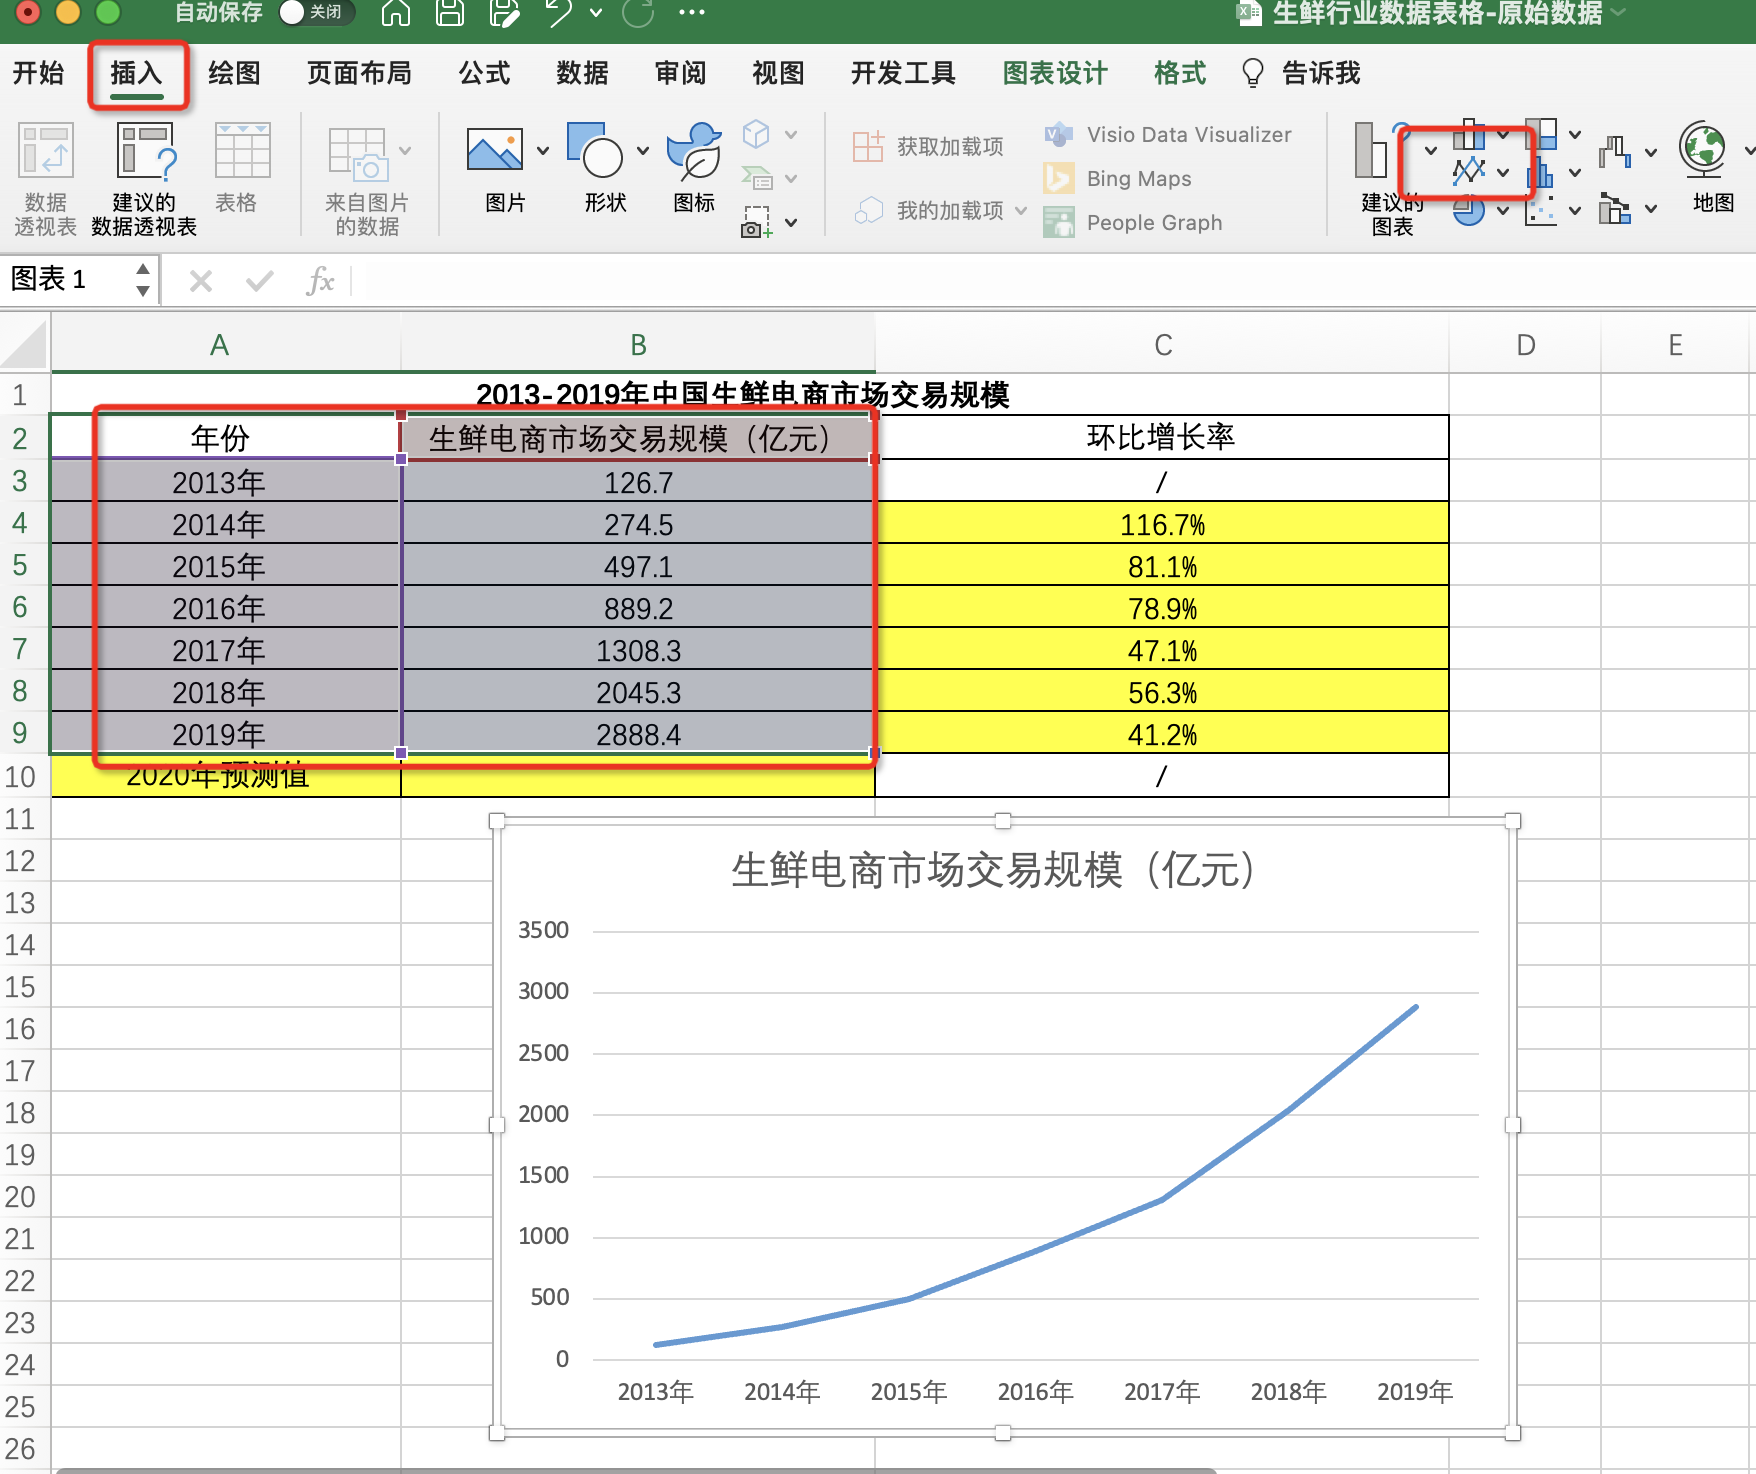 自动保存 关闭 生鲜行业数据表格-原始数据
开始 插入 绘图 页面布局 公式 数据 审阅 视图 开发工具 图表设计 格式 告诉我
数据
透视表
建议的
数据透视表
表格
来自图片
的数据
图片
形状
图标
获取加载项
我的加载项
Visio Data Visualizer
Bing Maps
People Graph
建议的
图表
地图
图表 1
fx
A B C D E
1 2013-2019年中国生鲜电商市场交易规模
2 年份 生鲜电商市场交易规模（亿元） 环比增长率
3 2013年 126.7 /
4 2014年 274.5 116.7%
5 2015年 497.1 81.1%
6 2016年 889.2 78.9%
7 2017年 1308.3 47.1%
8 2018年 2045.3 56.3%
9 2019年 2888.4 41.2%
10 2020年预测值 /
11
12
13
14
15
16
17
18
19
20
21
22
23
24
25
26
生鲜电商市场交易规模（亿元）
3500
3000
2500
2000
1500
1000
500
0
2013年 2014年 2015年 2016年 2017年 2018年 2019年